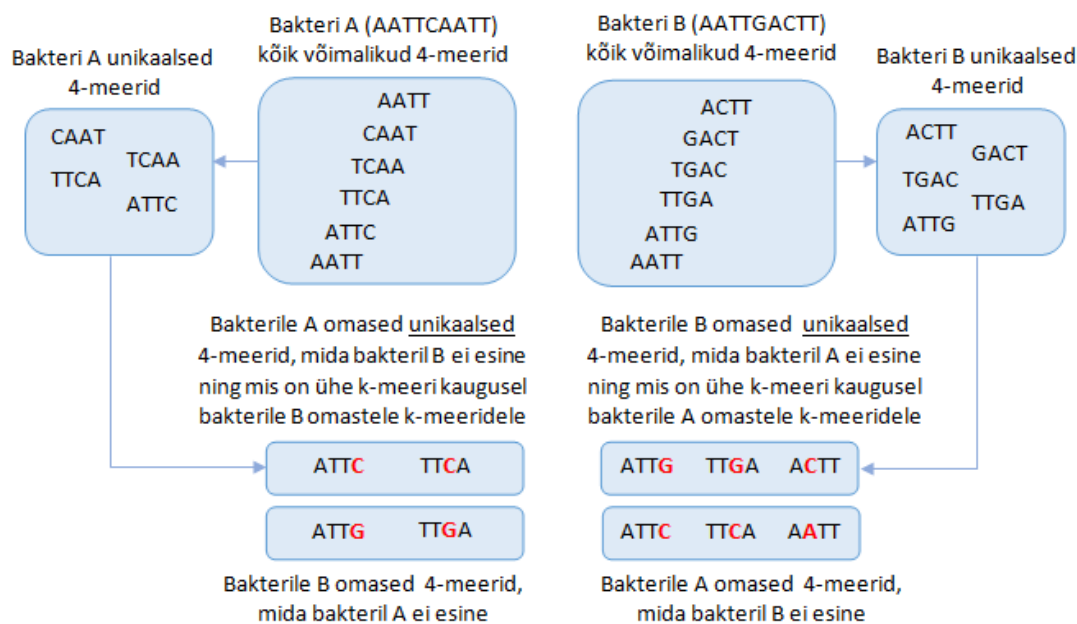 Bakteri A unikaalsed
4-meerid
CAAT
TCAA
TTCA
ATTC
Bakteri A (AATTCAATT)
kõik võimalikud 4-meerid
AATT
CAAT
TCAA
TTCA
ATTC
AATT
Bakteri B (AATTGACTT)
kõik võimalikud 4-meerid
ACTT
GACT
TGAC
TTGA
ATTG
AATT
Bakteri B unikaalsed
4-meerid
ACTT
GACT
TGAC
TTGA
ATTG
Bakterile A omased unikaalsed
4-meerid, mida bakteril B ei esine
ning mis on ühe k-meeri kaugusel
bakterile B omastele k-meeridele
ATTC TTCA
ATTG TTGA
Bakterile B omased 4-meerid,
mida bakteril A ei esine
Bakterile B omased unikaalsed
4-meerid, mida bakteril A ei esine
ning mis on ühe k-meeri kaugusel
bakterile A omastele k-meeridele
ATTG TTGA ACTT
ATTC TTCA AATT
Bakterile A omased 4-meerid,
mida bakteril B ei esine